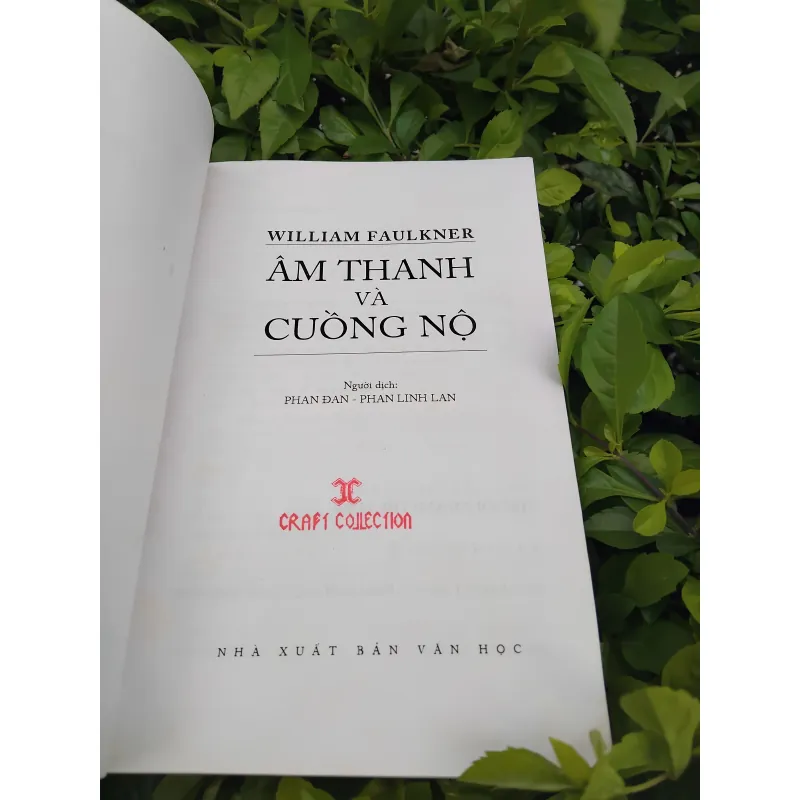 WILLIAM FAULKNER
ÂM THANH
VÀ
CUỒNG NỘ
Người dịch:
PHAN ĐAN - PHAN LINH LAN
CRAFT COLLECTION
NHÀ XUẤT BẢN VĂN HỌC